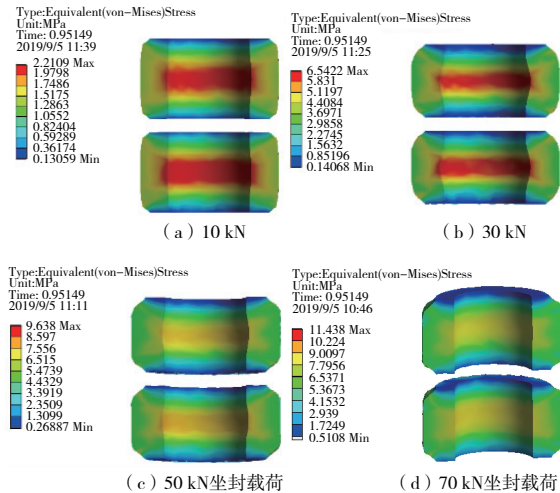 Type:Equivalent(von-Mises)Stress
Unit:MPa
Time: 0.95149
2019/9/5 11:39
2.2109 Max
1.9798
1.7486
1.5175
1.2863
1.0552
0.82404
0.59289
0.36174
0.13059 Min
(a) 10 kN
Type:Equivalent(von-Mises)Stress
Unit:MPa
Time: 0.95149
2019/9/5 11:25
6.5422 Max
5.831
5.1197
4.4084
3.6971
2.9858
2.2745
1.5632
0.85196
0.14068 Min
(b) 30 kN
Type:Equivalent(von-Mises)Stress
Unit:MPa
Time: 0.95149
2019/9/5 11:11
9.638 Max
8.597
7.556
6.515
5.4739
4.4329
3.3919
2.3509
1.3099
0.26887 Min
(c) 50 kN坐封载荷
Type:Equivalent(von-Mises)Stress
Unit:MPa
Time: 0.95149
2019/9/5 10:46
11.438 Max
10.224
9.0097
7.7956
6.5371
5.3673
4.1532
2.939
1.7249
0.5108 Min
(d) 70 kN坐封载荷